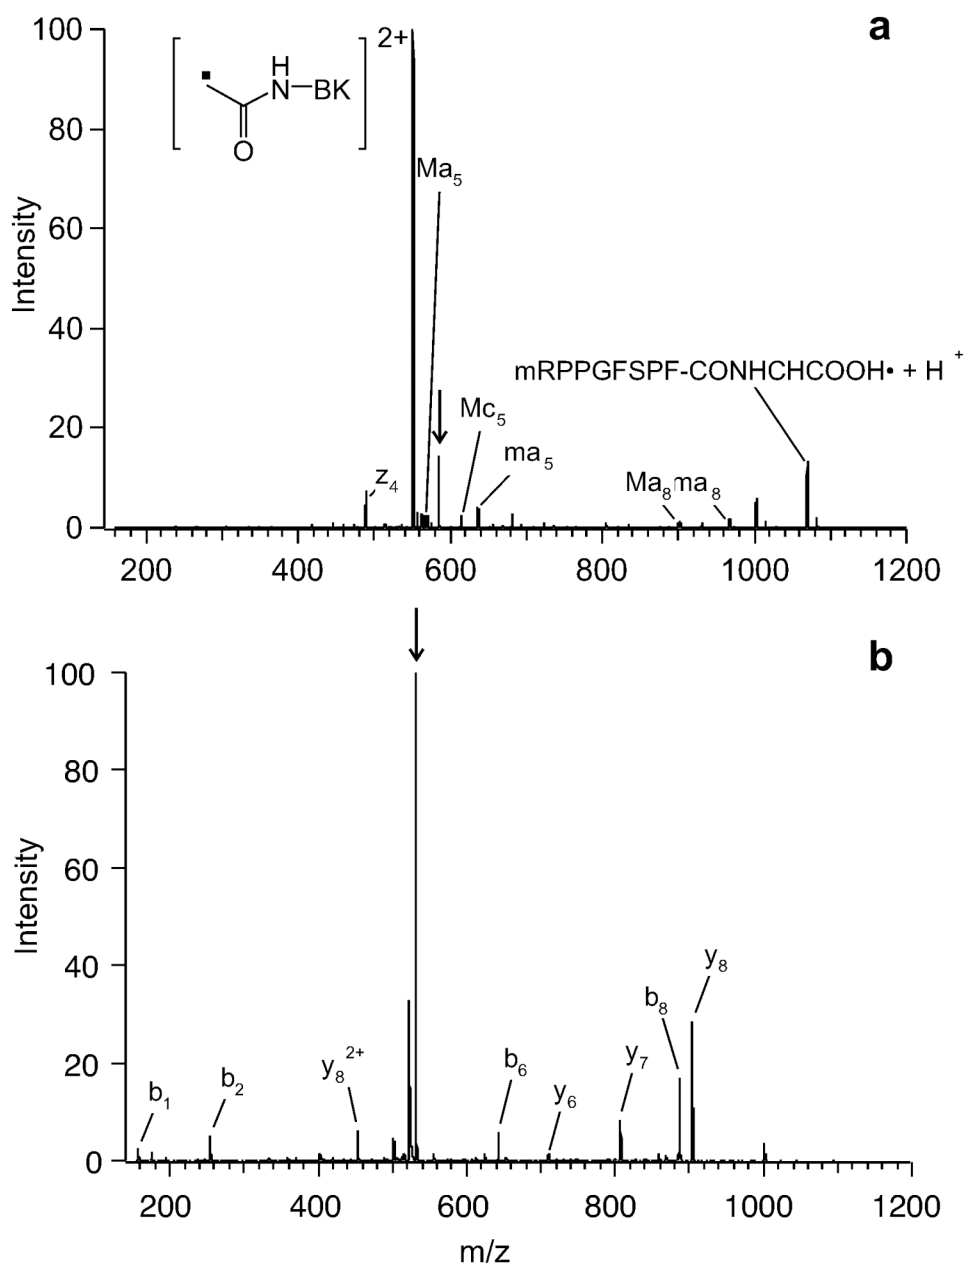 a
100
80
60
40
20
0
Intensity
2+
H
N
BK
O
Ma5
Mc5
ma5
z4
Ma8 ma8
mRPPGFSPF-CONHCHCOOH• + H +
200 400 600 800 1000 1200
b
100
80
60
40
20
0
Intensity
b1
b2
y8 2+
b6
y6
y7
b8
y8
200 400 600 800 1000 1200
m/z